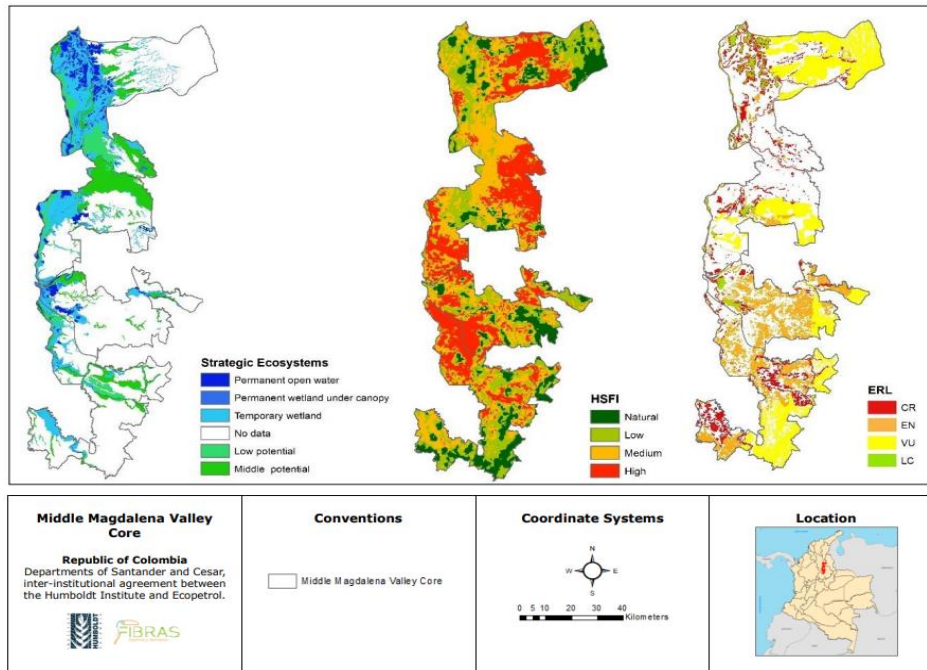 Strategic Ecosystems
Permanent open water
Permanent wetland under canopy
Temporary wetland
No data
Low potential
Middle potential
HSFI
Natural
Low
Medium
High
ERL
CR
EN
VU
LC
Middle Magdalena Valley
Core
Republic of Colombia
Departments of Santander and Cesar,
inter-institutional agreement between
the Humboldt Institute and Ecopetrol.
HUMBOLDT
FIBRAS
Conventions
Middle Magdalena Valley Core
Coordinate Systems
N
W E
S
0 5 10 20 30 40
Kilometers
Location